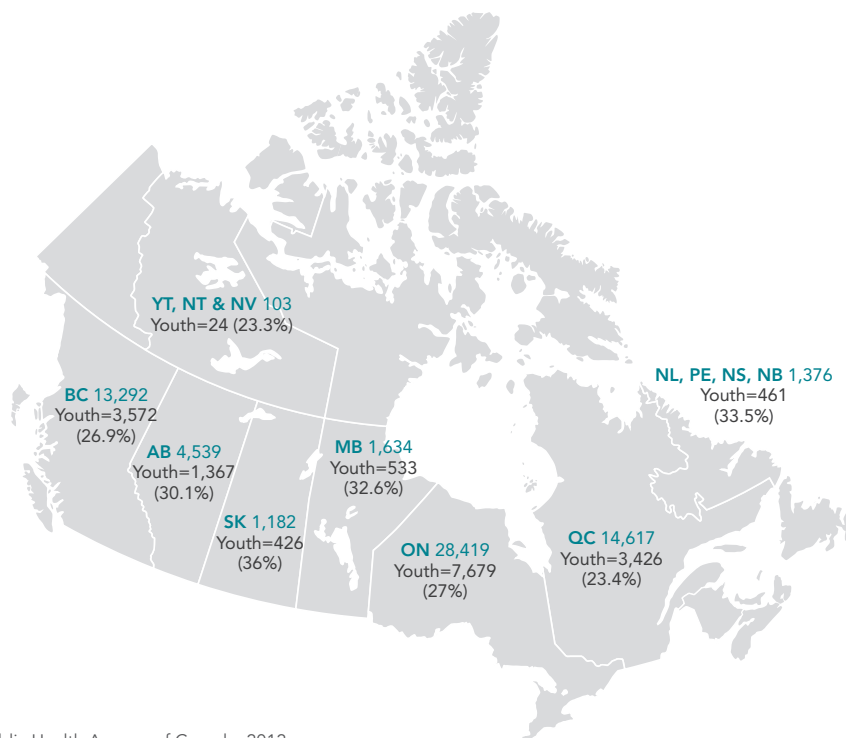 YT, NT & NV 103
Youth=24 (23.3%)
NL, PE, NS, NB 1,376
Youth=461
(33.5%)
BC 13,292
Youth=3,572
(26.9%)
AB 4,539
Youth=1,367
(30.1%)
MB 1,634
Youth=533
(32.6%)
SK 1,182
Youth=426
(36%)
ON 28,419
Youth=7,679
(27%)
QC 14,617
Youth=3,426
(23.4%)